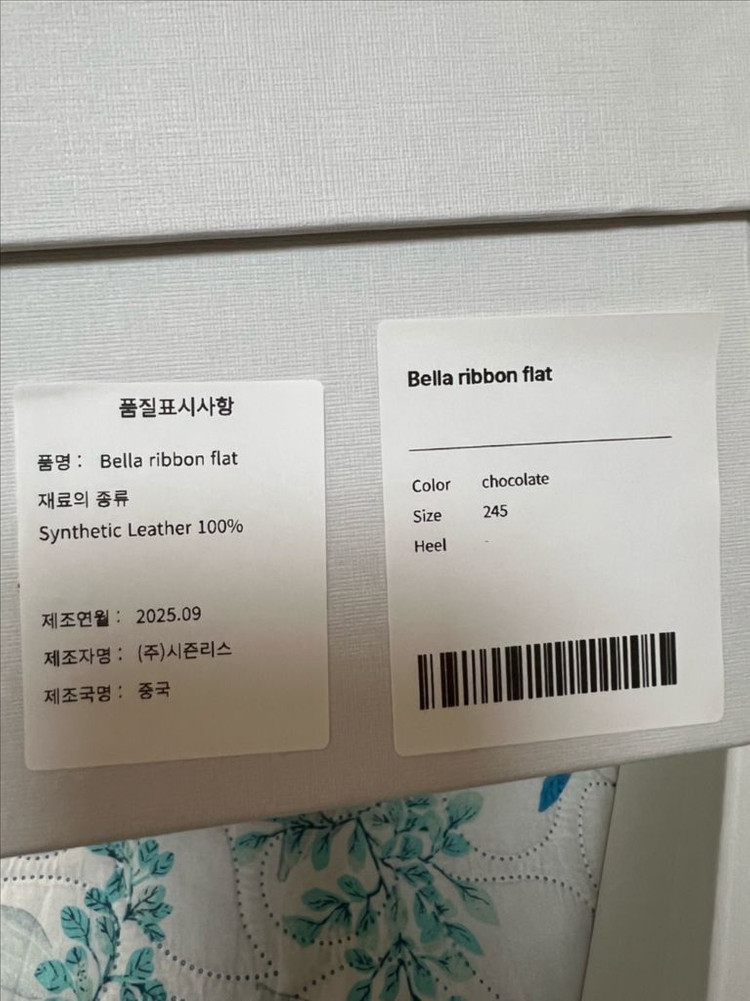 품질표시사항
품명 : Bella ribbon flat
재료의 종류
Synthetic Leather 100%
제조연월 : 2025.09
제조자명 : (주)시즌리스
제조국명 : 중국
Bella ribbon flat
Color chocolate
Size 245
Heel -